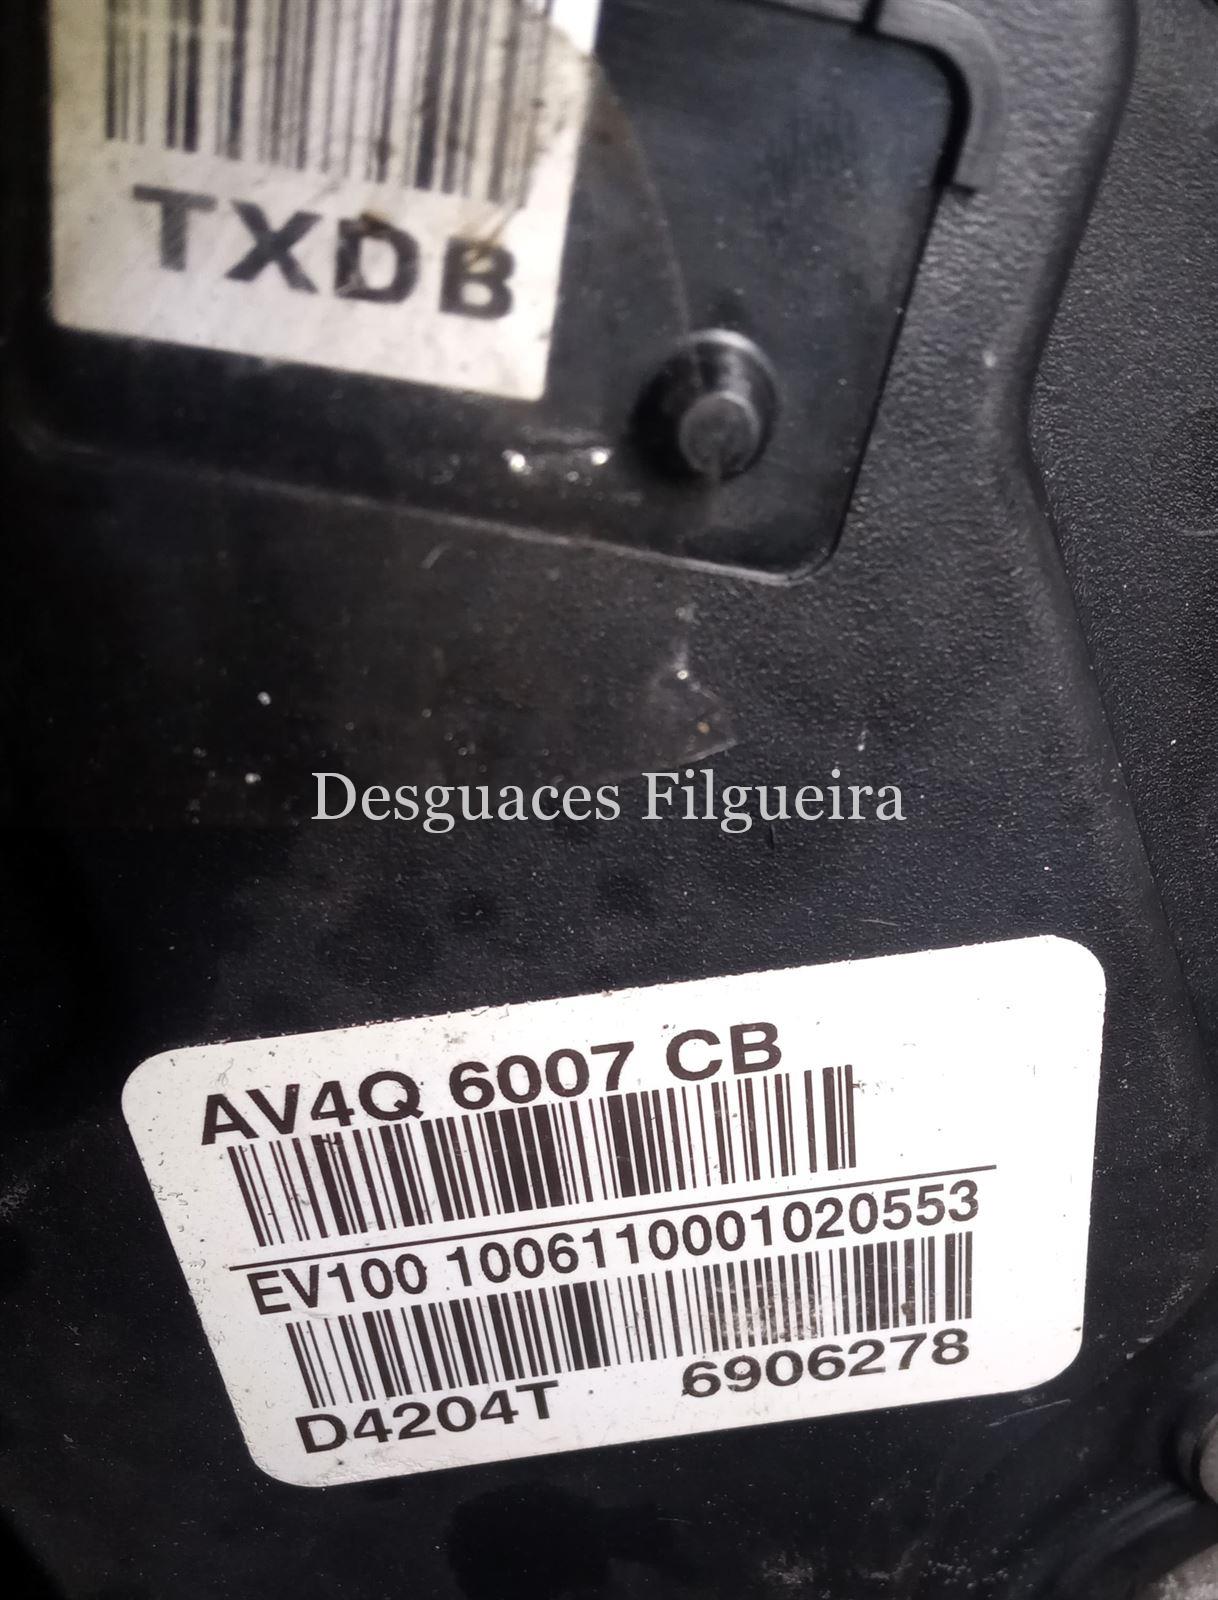 TXDB
Desguaces Filgueira
AV4Q 6007 CB
EV100 1006110001020553
D4204T 6906278